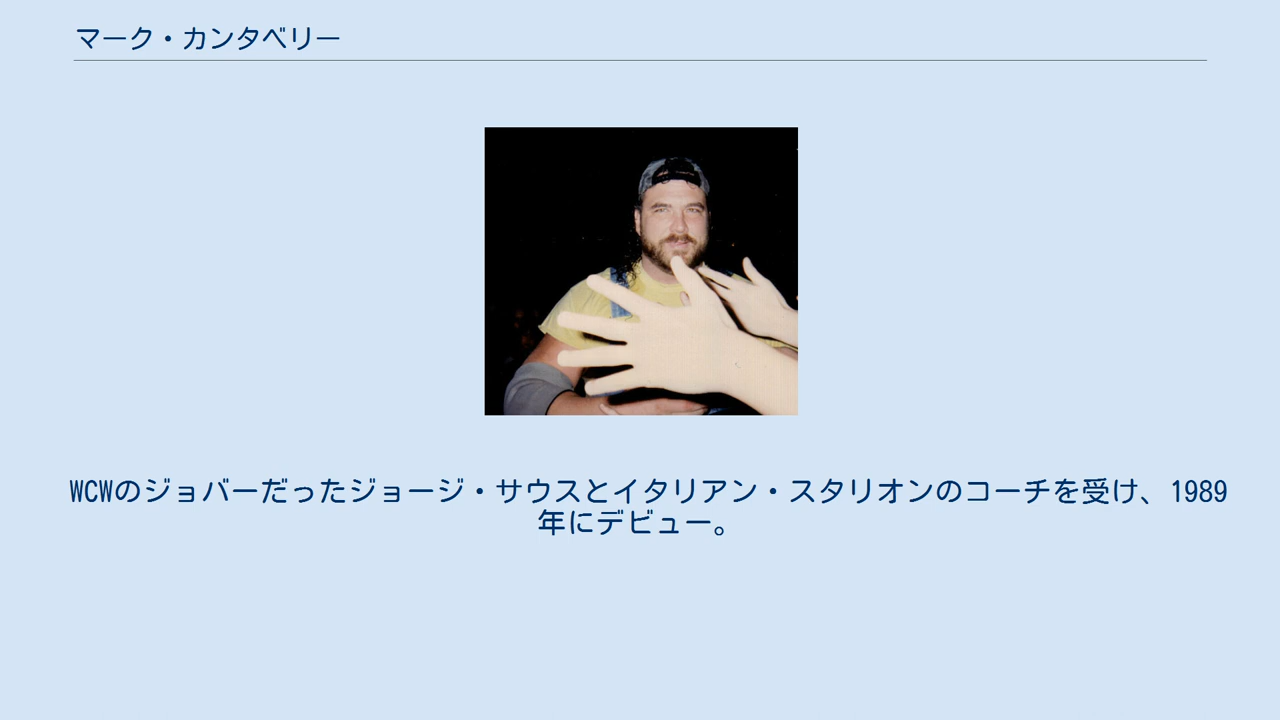 マーク・カンタベリー
WCWのジョバーだったジョージ・サウスとイタリアン・スタリオンのコーチを受け、1989
年にデビュー。